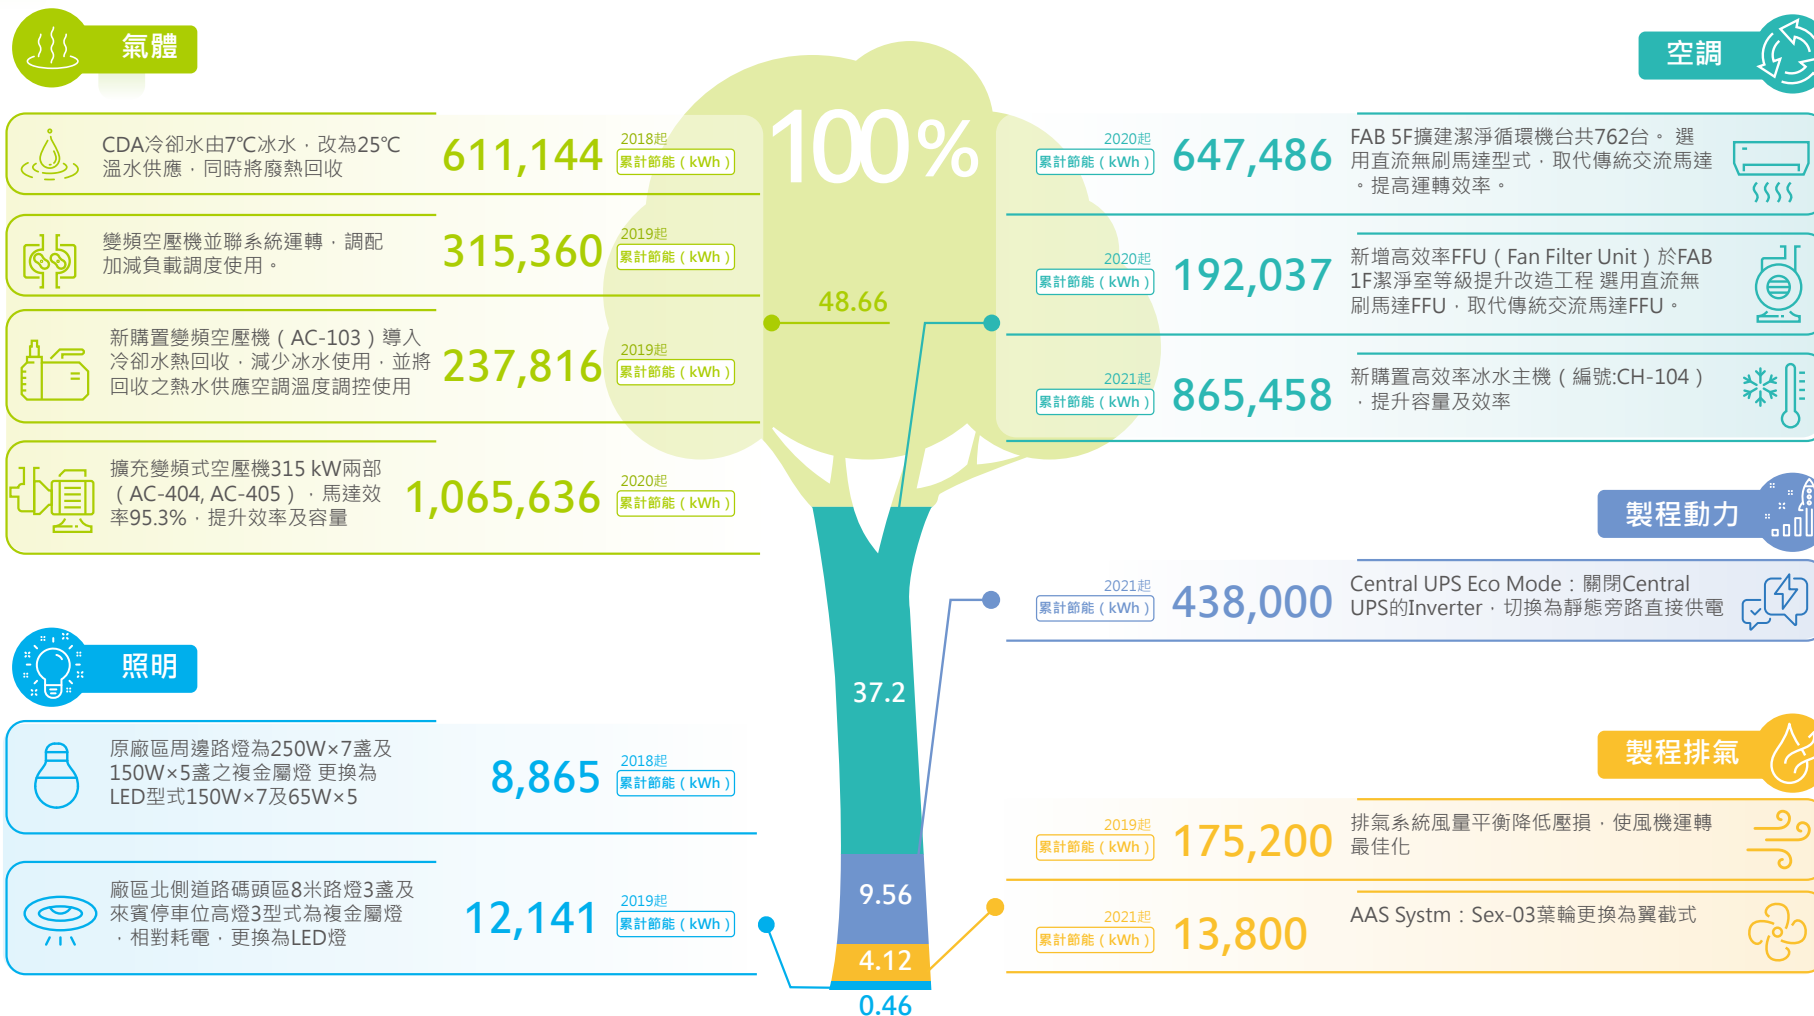 氣體
CDA冷卻水由7℃冰水，改為25℃
溫水供應，同時將廢熱回收
611,144
2018起
累計節能（kWh）
變頻空壓機並聯系統運轉，調配
加減負載調度使用。
315,360
2019起
累計節能（kWh）
新購置變頻空壓機（AC-103）導入
冷卻水熱回收，減少冰水使用，並將
回收之熱水供應空調溫度調控使用
237,816
2019起
累計節能（kWh）
擴充變頻式空壓機315 kW兩部
（AC-404, AC-405），馬達效
率95.3%，提升效率及容量
1,065,636
2020起
累計節能（kWh）
照明
原廠區周邊路燈為250W×7盞及
150W×5盞之複金屬燈 更換為
LED型式150W×7及65W×5
8,865
2018起
累計節能（kWh）
廠區北側道路碼頭區8米路燈3盞及
來賓停車位高燈3型式為複金屬燈
，相對耗電，更換為LED燈
12,141
2019起
累計節能（kWh）
100%
48.66
37.2
9.56
4.12
0.46
空調
2020起
累計節能（kWh）
647,486
FAB 5F擴建潔淨循環機台共762台。 選
用直流無刷馬達型式，取代傳統交流馬達
。提高運轉效率。
2020起
累計節能（kWh）
192,037
新增高效率FFU（Fan Filter Unit）於FAB
1F潔淨室等級提升改造工程 選用直流無
刷馬達FFU，取代傳統交流馬達FFU。
2021起
累計節能（kWh）
865,458
新購置高效率冰水主機（編號:CH-104）
，提升容量及效率
製程動力
2021起
累計節能（kWh）
438,000
Central UPS Eco Mode：關閉Central
UPS的Inverter，切換為靜態旁路直接供電
製程排氣
2019起
累計節能（kWh）
175,200
排氣系統風量平衡降低壓損，使風機運轉
最佳化
2021起
累計節能（kWh）
13,800
AAS Systm：Sex-03葉輪更換為翼截式